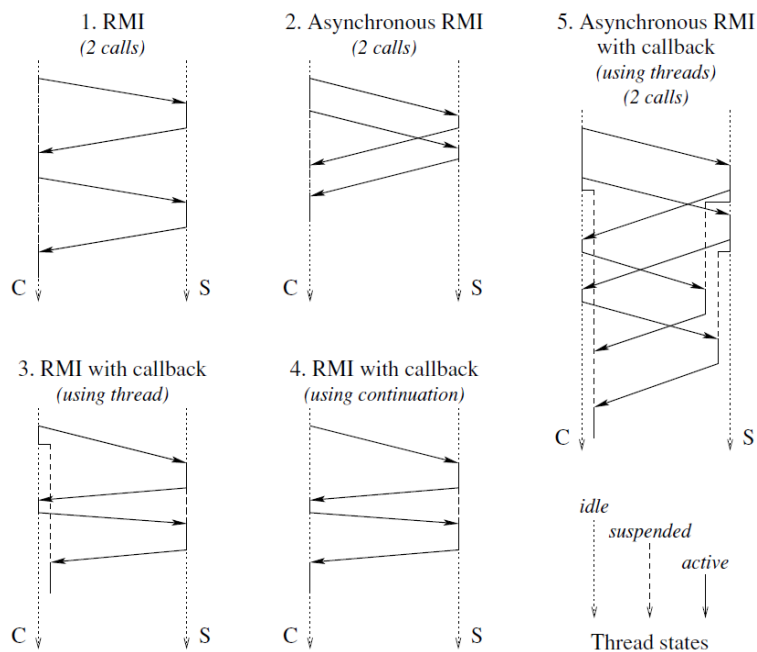 1. RMI
(2 calls)
2. Asynchronous RMI
(2 calls)
5. Asynchronous RMI
with callback
(using threads)
(2 calls)
C
S
C
S
3. RMI with callback
(using thread)
4. RMI with callback
(using continuation)
C
S
idle
suspended
active
C
S
C
S
Thread states